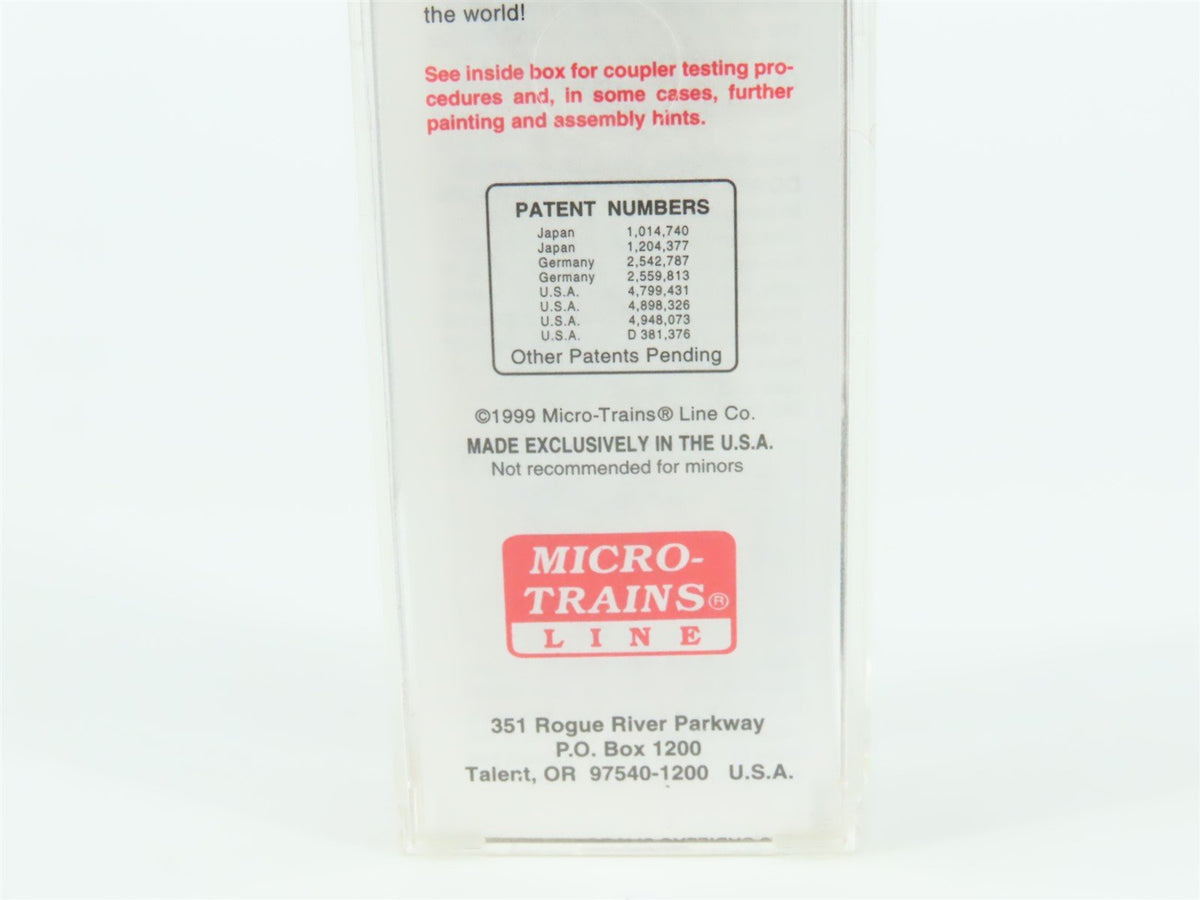 the world!
See inside box for coupler testing pro-
cedures and, in some cases, further
painting and assembly hints.
PATENT NUMBERS
Japan 1,014,740
Japan 1,204,377
Germany 2,542,787
Germany 2,559,813
U.S.A. 4,799,431
U.S.A. 4,898,326
U.S.A. 4,948,073
U.S.A. D 381,376
Other Patents Pending
©1999 Micro-Trains® Line Co.
MADE EXCLUSIVELY IN THE U.S.A.
Not recommended for minors
MICRO-
TRAINS®
LINE
351 Rogue River Parkway
P.O. Box 1200
Talent, OR 97540-1200 U.S.A.